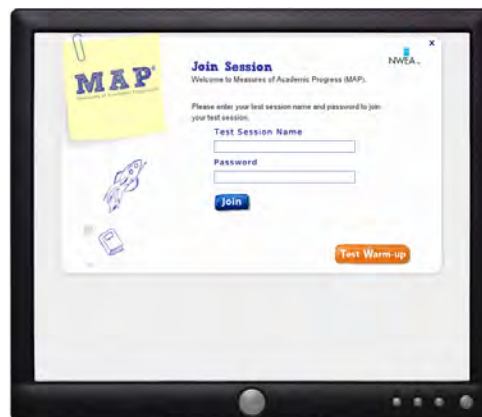 MAP
Join Session
NWEA
x
Welcome to Measures of Academic Progress (MAP).
Please enter your test session name and password to join
your test session.
Test Session Name
Password
Join
Test Warm-up